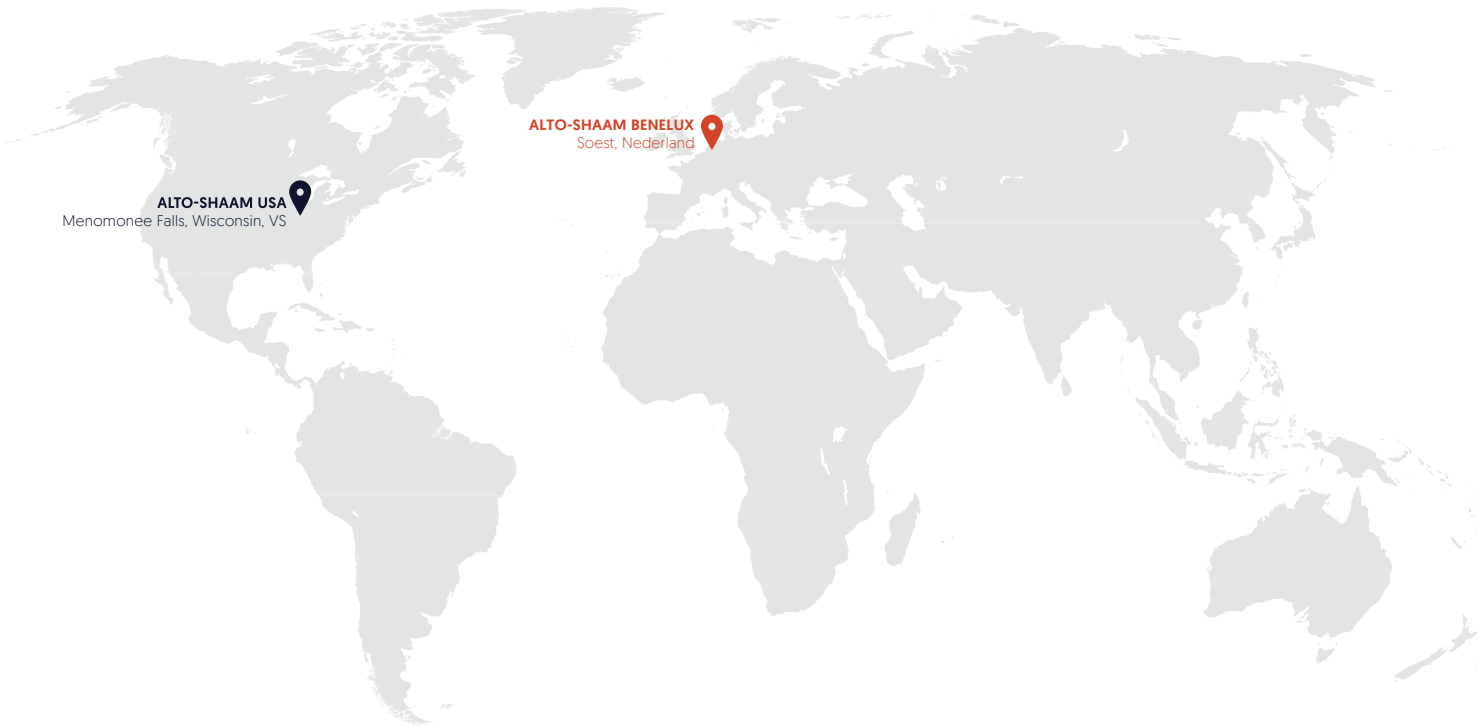 ALTO-SHAAM BENELUX
Soest, Nederland
ALTO-SHAAM USA
Menomonee Falls, Wisconsin, VS